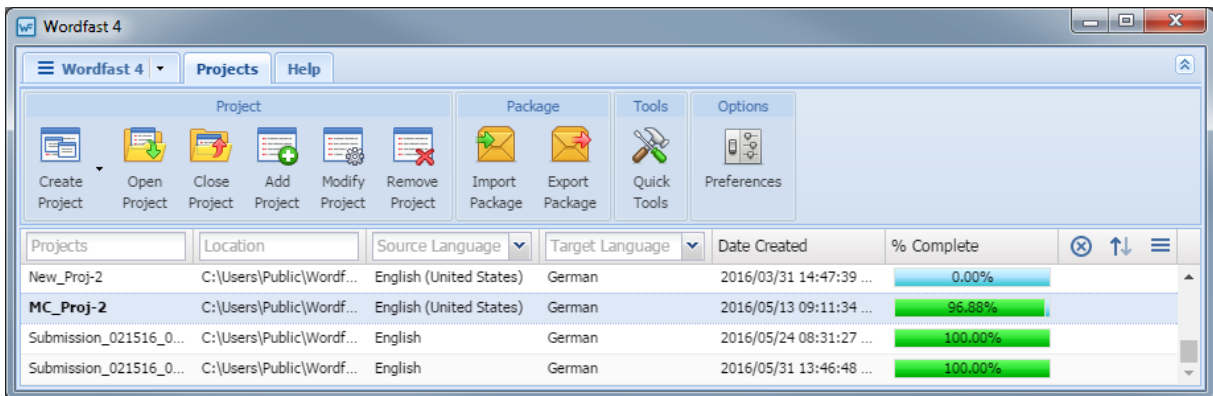 Wordfast 4
Wordfast 4 Projects Help
Project Package Tools Options
Create Project Open Project Close Project Add Project Modify Project Remove Project Import Package Export Package Quick Tools Preferences
Projects Location Source Language Target Language Date Created % Complete
New_Proj-2 C:\Users\Public\Wordf... English (United States) German 2016/03/31 14:47:39 ... 0.00%
MC_Proj-2 C:\Users\Public\Wordf... English (United States) German 2016/05/13 09:11:34 ... 96.88%
Submission_021516_0... C:\Users\Public\Wordf... English German 2016/05/24 08:31:27 ... 100.00%
Submission_021516_0... C:\Users\Public\Wordf... English German 2016/05/31 13:46:48 ... 100.00%